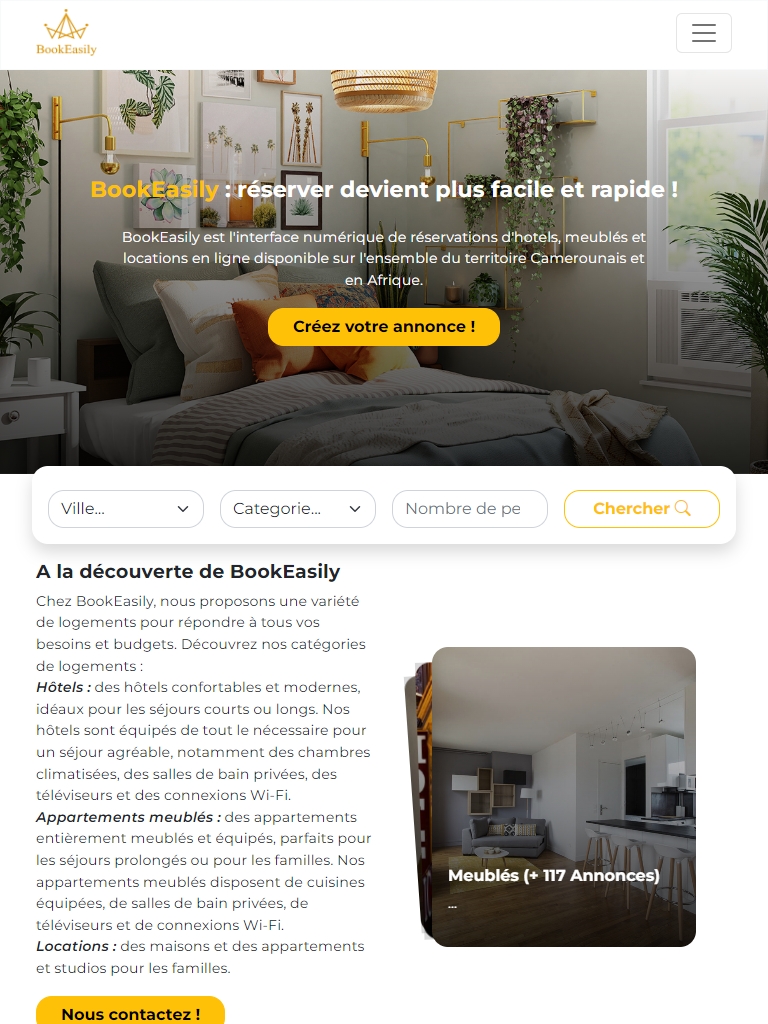 BookEasily
BookEasily : réserver devient plus facile et rapide !
BookEasily est l'interface numérique de réservations d'hotels, meublés et
locations en ligne disponible sur l'ensemble du territoire Camerounais et
en Afrique.
Créez votre annonce !
Ville...
Categorie...
Nombre de pe
Chercher
A la découverte de BookEasily
Chez BookEasily, nous proposons une variété
de logements pour répondre à tous vos
besoins et budgets. Découvrez nos catégories
de logements :
Hôtels : des hôtels confortables et modernes,
idéaux pour les séjours courts ou longs. Nos
hôtels sont équipés de tout le nécessaire pour
un séjour agréable, notamment des chambres
climatisées, des salles de bain privées, des
téléviseurs et des connexions Wi-Fi.
Appartements meublés : des appartements
entièrement meublés et équipés, parfaits pour
les séjours prolongés ou pour les familles. Nos
appartements meublés disposent de cuisines
équipées, de salles de bain privées, de
téléviseurs et de connexions Wi-Fi.
Locations : des maisons et des appartements
et studios pour les familles.
Meublés (+ 117 Annonces)
...
Nous contactez !